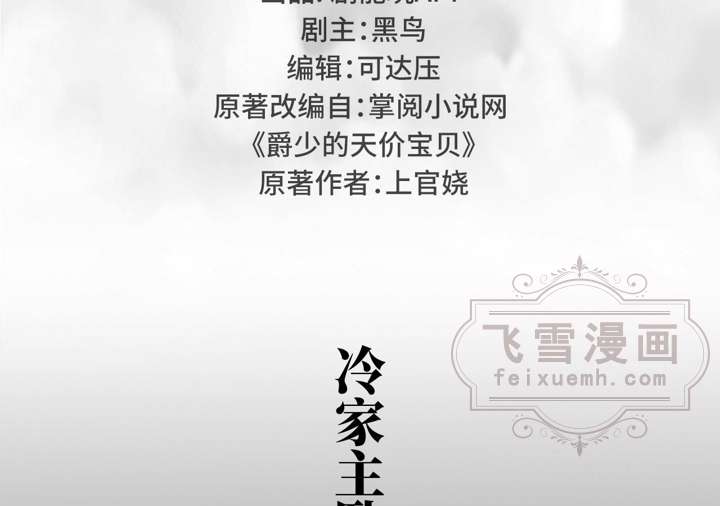 剧主：黑鸟
编辑：可达压
原著改编自：掌阅小说网
《爵少的天价宝贝》
原著作者：上官娆
飞雪漫画
feixuemh.com
冷家主